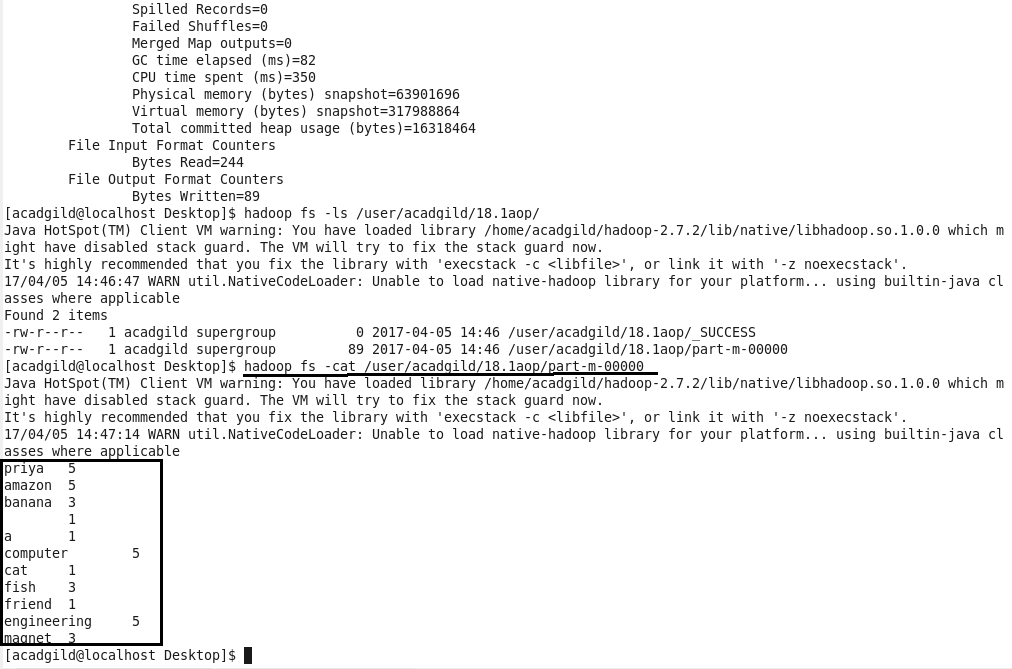 Spilled Records=0
Failed Shuffles=0
Merged Map outputs=0
GC time elapsed (ms)=82
CPU time spent (ms)=350
Physical memory (bytes) snapshot=63901696
Virtual memory (bytes) snapshot=317988864
Total committed heap usage (bytes)=16318464
File Input Format Counters
Bytes Read=244
File Output Format Counters
Bytes Written=89
[acadgild@localhost Desktop]$ hadoop fs -ls /user/acadgild/18.1aop/
Java HotSpot(TM) Client VM warning: You have loaded library /home/acadgild/hadoop-2.7.2/lib/native/libhadoop.so.1.0.0 which m
ight have disabled stack guard. The VM will try to fix the stack guard now.
It's highly recommended that you fix the library with 'execstack -c <libfile>', or link it with '-z noexecstack'.
17/04/05 14:46:47 WARN util.NativeCodeLoader: Unable to load native-hadoop library for your platform... using builtin-java cl
asses where applicable
Found 2 items
-rw-r--r--   1 acadgild supergroup          0 2017-04-05 14:46 /user/acadgild/18.1aop/_SUCCESS
-rw-r--r--   1 acadgild supergroup         89 2017-04-05 14:46 /user/acadgild/18.1aop/part-m-00000
[acadgild@localhost Desktop]$ hadoop fs -cat /user/acadgild/18.1aop/part-m-00000
Java HotSpot(TM) Client VM warning: You have loaded library /home/acadgild/hadoop-2.7.2/lib/native/libhadoop.so.1.0.0 which m
ight have disabled stack guard. The VM will try to fix the stack guard now.
It's highly recommended that you fix the library with 'execstack -c <libfile>', or link it with '-z noexecstack'.
17/04/05 14:47:14 WARN util.NativeCodeLoader: Unable to load native-hadoop library for your platform... using builtin-java cl
asses where applicable
priya   5
amazon  5
banana  3
        1
a       1
computer        5
cat     1
fish    3
friend  1
engineering     5
magnet  3
[acadgild@localhost Desktop]$